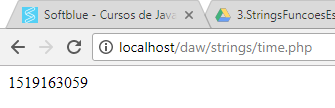 Softblue - Cursos de Java
3.StringsFuncoesEs
localhost/daw/strings/time.php
1519163059